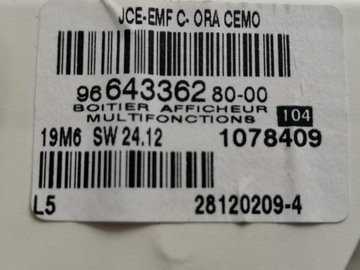 JCE-EMF C- ORA CEMO
96 643362 80-00
BOITIER AFFICHEUR
MULTIFONCTIONS 104
19M6 SW 24.12 1078409
L5 28120209-4